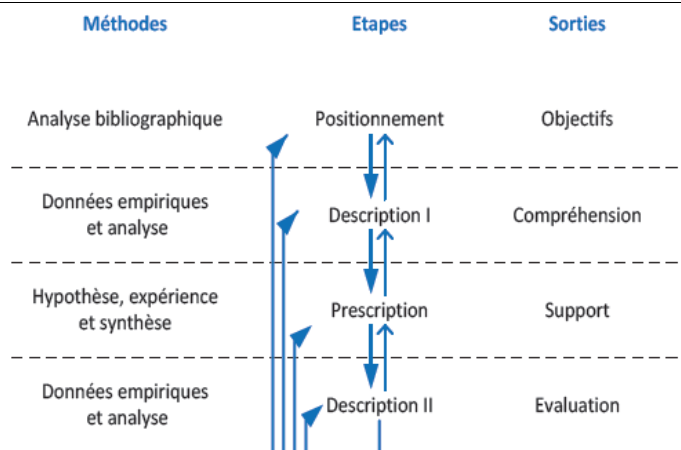 Méthodes Etapes Sorties
Analyse bibliographique Positionnement Objectifs
Données empiriques
et analyse
Description I Compréhension
Hypothèse, expérience
et synthèse
Prescription Support
Données empiriques
et analyse
Description II Evaluation